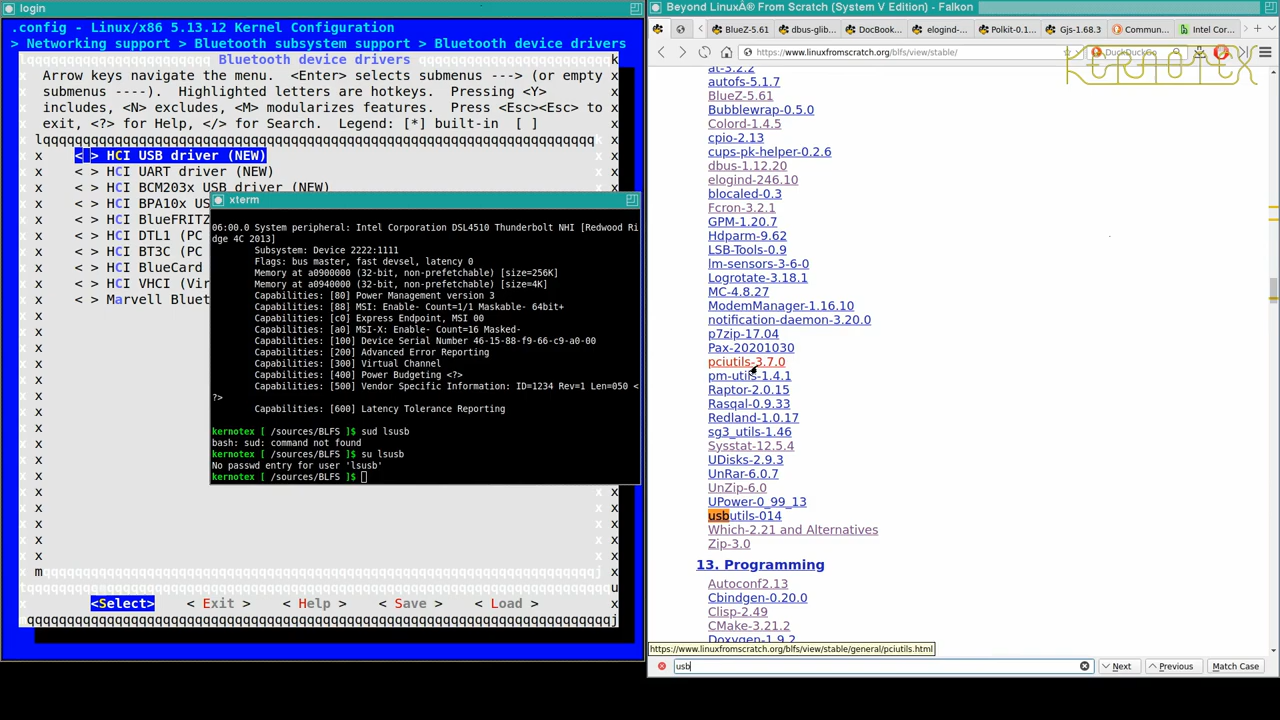 login
.config - Linux/x86 5.13.12 Kernel Configuration
> Networking support > Bluetooth subsystem support > Bluetooth device drivers
lqqqqqqqqqqqqqqqqqqqqqqqq Bluetooth device drivers qqqqqqqqqqqqqqqqqqqqqqqqk
x Arrow keys navigate the menu. <Enter> selects submenus ---> (or empty x
x submenus ----). Highlighted letters are hotkeys. Pressing <Y> x
x includes, <N> excludes, <M> modularizes features. Press <Esc><Esc> to x
x exit, <?> for Help, </> for Search. Legend: [*] built-in [ ] x
x < > HCI USB driver (NEW) x
x < > HCI UART driver (NEW) x
x < > HCI BCM203x USB driver (NEW) x
x < > HCI BPA10x US
x < > HCI BlueFRITZ
x < > HCI DTL1 (PC
x < > HCI BT3C (PC
x < > HCI BlueCard
x < > HCI VHCI (Vir
x < > Marvell Bluet
<Select> < Exit > < Help > < Save > < Load >
xterm
06:00.0 System peripheral: Intel Corporation DSL4510 Thunderbolt NHI [Redwood Ri
dge 4C 2013]
Subsystem: Device 2222:1111
Flags: bus master, fast devsel, latency 0
Memory at a0900000 (32-bit, non-prefetchable) [size=256K]
Memory at a0940000 (32-bit, non-prefetchable) [size=4K]
Capabilities: [80] Power Management version 3
Capabilities: [88] MSI: Enable- Count=1/1 Maskable- 64bit+
Capabilities: [c0] Express Endpoint, MSI 00
Capabilities: [a0] MSI-X: Enable- Count=16 Masked-
Capabilities: [100] Device Serial Number 46-15-88-f9-66-c9-a0-00
Capabilities: [200] Advanced Error Reporting
Capabilities: [300] Virtual Channel
Capabilities: [400] Power Budgeting <?>
Capabilities: [500] Vendor Specific Information: ID=1234 Rev=1 Len=050 <
?>
Capabilities: [600] Latency Tolerance Reporting
kernotex [ /sources/BLFS ]$ sud lsusb
bash: sud: command not found
kernotex [ /sources/BLFS ]$ su lsusb
No passwd entry for user 'lsusb'
kernotex [ /sources/BLFS ]$
Beyond LinuxÂ® From Scratch (System V Edition) - Falkon
BlueZ-5.61 dbus-glib... DocBook... elogind-... Polkit-0.1... Gjs-1.68.3 Commun... Intel Cor...
https://www.linuxfromscratch.org/blfs/view/stable/ DuckDuckGo
KERNOTEX
at-3.2.2
autofs-5.1.7
BlueZ-5.61
Bubblewrap-0.5.0
Colord-1.4.5
cpio-2.13
cups-pk-helper-0.2.6
dbus-1.12.20
elogind-246.10
blocaled-0.3
Fcron-3.2.1
GPM-1.20.7
Hdparm-9.62
LSB-Tools-0.9
lm-sensors-3-6-0
Logrotate-3.18.1
MC-4.8.27
ModemManager-1.16.10
notification-daemon-3.20.0
p7zip-17.04
Pax-20201030
pciutils-3.7.0
pm-utils-1.4.1
Raptor-2.0.15
Rasqal-0.9.33
Redland-1.0.17
sg3_utils-1.46
Sysstat-12.5.4
UDisks-2.9.3
UnRar-6.0.7
UnZip-6.0
UPower-0_99_13
usbutils-014
Which-2.21 and Alternatives
Zip-3.0
13. Programming
Autoconf2.13
Cbindgen-0.20.0
Clisp-2.49
CMake-3.21.2
Doxygen-1.9.2
https://www.linuxfromscratch.org/blfs/view/stable/general/pciutils.html
usb Next Previous Match Case